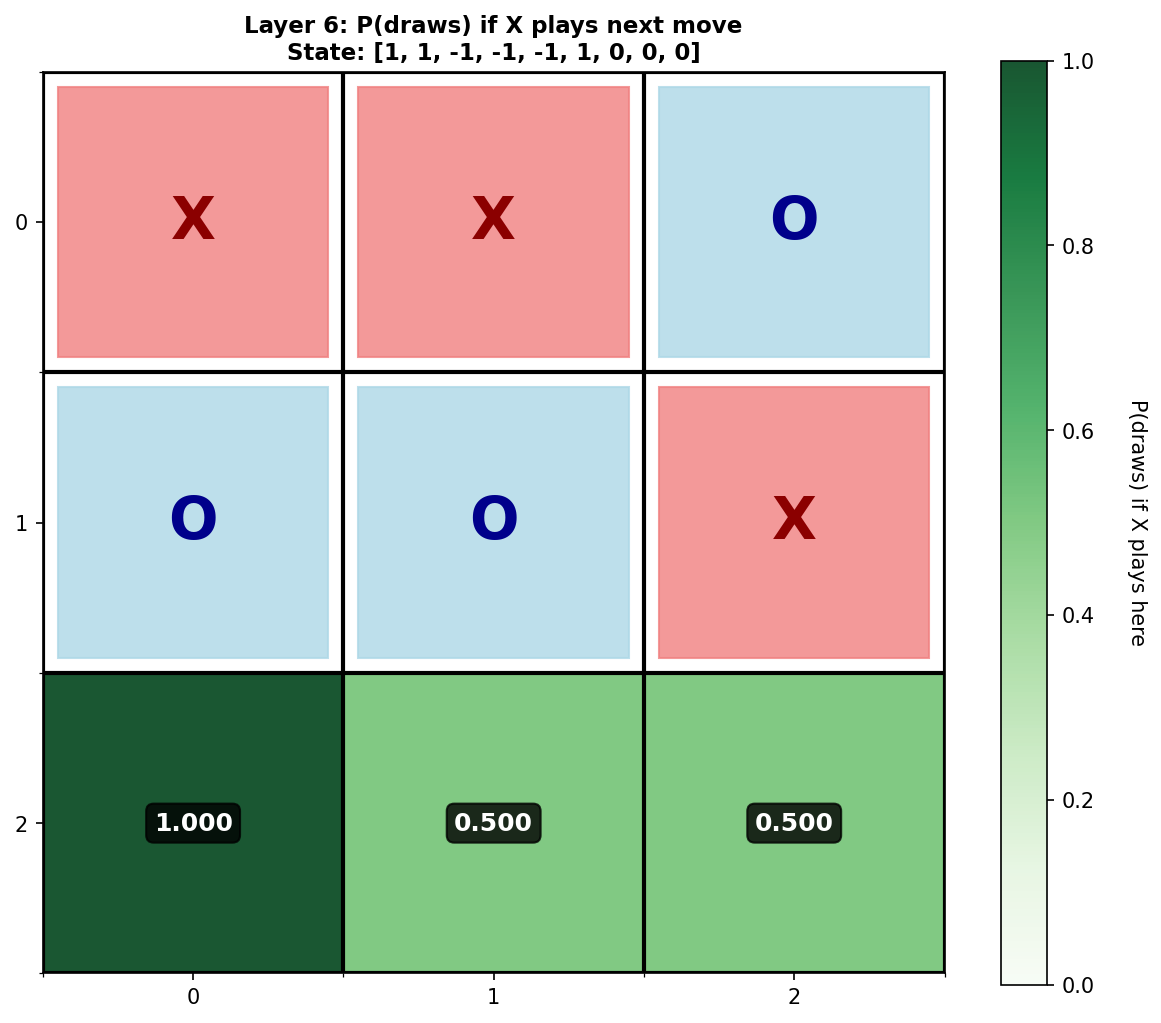 Layer 6: P(draws) if X plays next move
State: [1, 1, -1, -1, -1, 1, 0, 0, 0]
0 X X O
1 O O X
2 1.000 0.500 0.500
0 1 2
1.0
0.8
0.6
0.4
0.2
0.0
P(draws) if X plays here